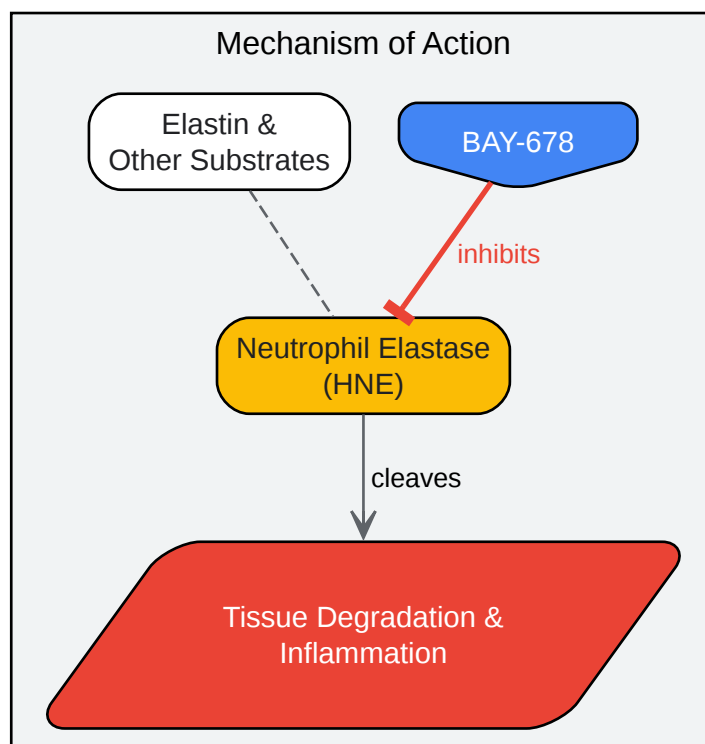 Mechanism of Action
Elastin &
Other Substrates
BAY-678
inhibits
Neutrophil Elastase
(HNE)
cleaves
Tissue Degradation &
Inflammation